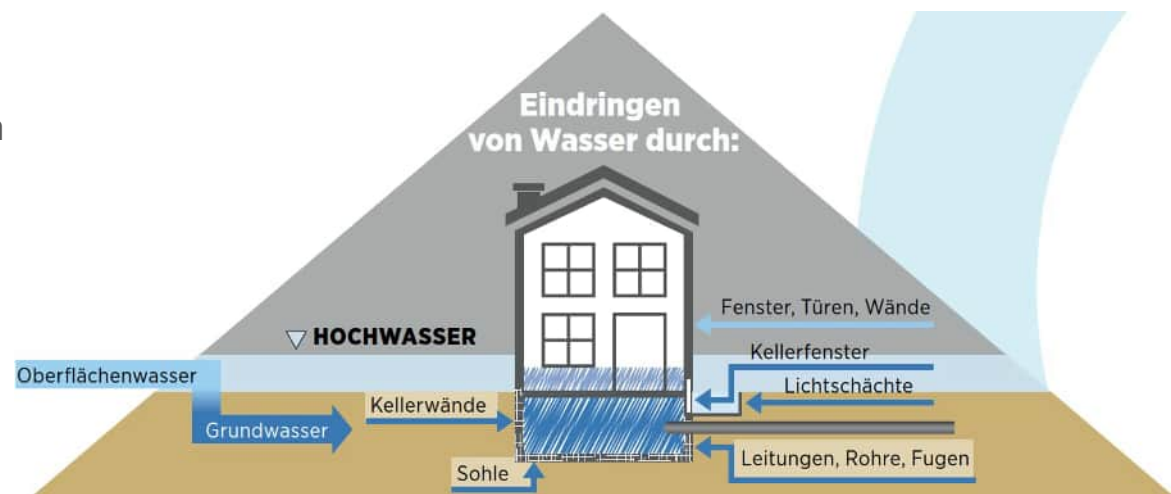 Eindringen
von Wasser durch:
Fenster, Türen, Wände
HOCHWASSER
Kellerfenster
Oberflächenwasser
Lichtschächte
Kellerwände
Grundwasser
Leitungen, Rohre, Fugen
Sohle